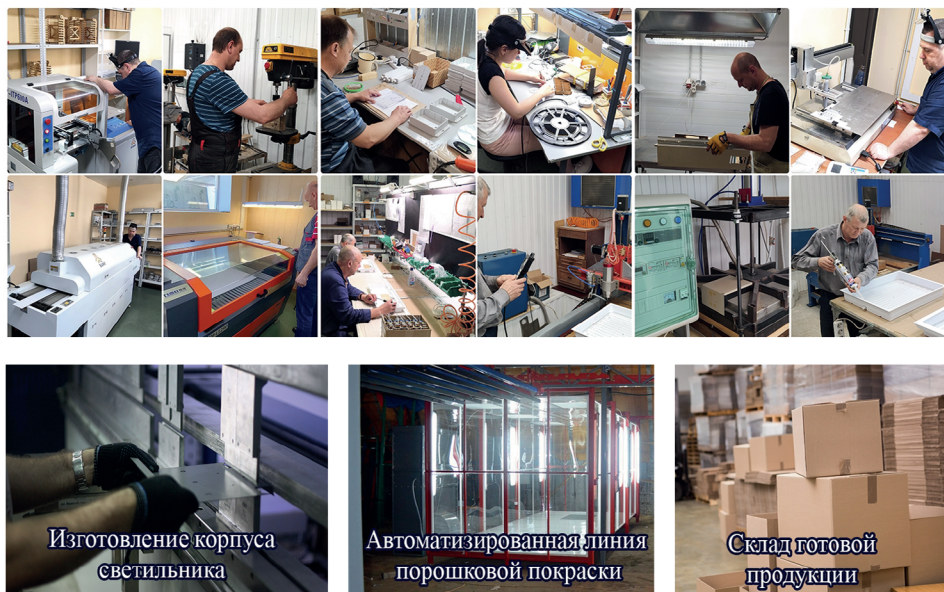 Изготовление корпуса
светильника
Автоматизированная линия
порошковой покраски
Склад готовой
продукции